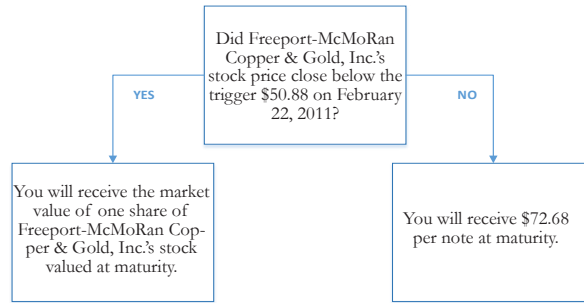 Did Freeport-McMoRan
Copper & Gold, Inc.'s
stock price close below the
trigger $50.88 on February
22, 2011?
YES
NO
You will receive the market
value of one share of
Freeport-McMoRan Cop-
per & Gold, Inc.'s stock
valued at maturity.
You will receive $72.68
per note at maturity.